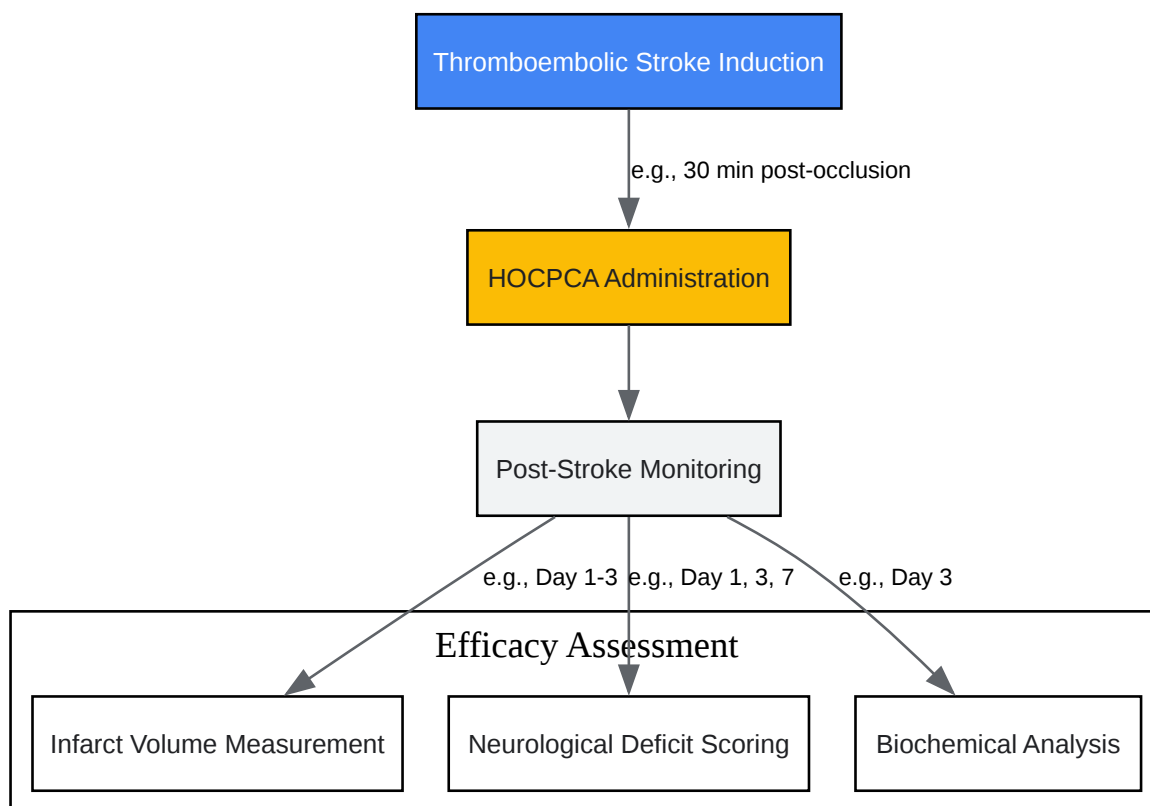 Thromboembolic Stroke Induction
e.g., 30 min post-occlusion
HOCPCA Administration
Post-Stroke Monitoring
e.g., Day 1-3
e.g., Day 1, 3, 7
e.g., Day 3
Efficacy Assessment
Infarct Volume Measurement
Neurological Deficit Scoring
Biochemical Analysis